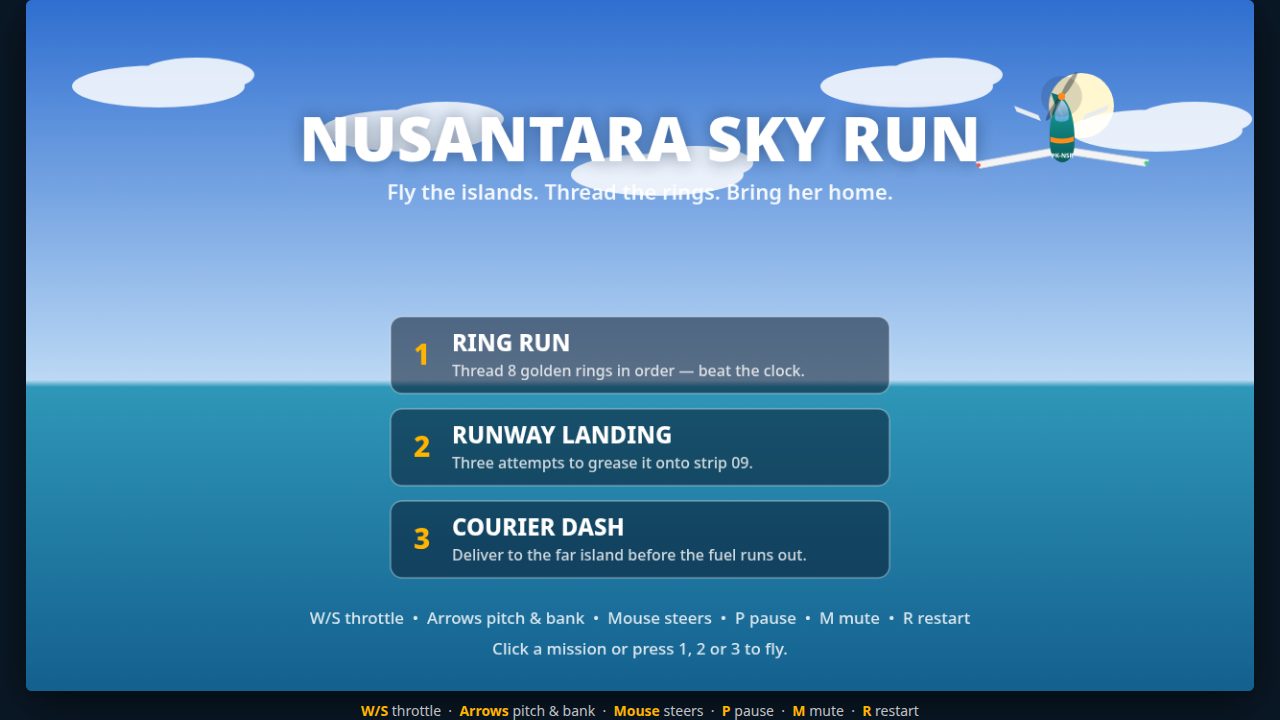 NUSANTARA SKY RUN
Fly the islands. Thread the rings. Bring her home.
1 RING RUN
Thread 8 golden rings in order — beat the clock.
2 RUNWAY LANDING
Three attempts to grease it onto strip 09.
3 COURIER DASH
Deliver to the far island before the fuel runs out.
W/S throttle • Arrows pitch & bank • Mouse steers • P pause • M mute • R restart
Click a mission or press 1, 2 or 3 to fly.
W/S throttle · Arrows pitch & bank · Mouse steers · P pause · M mute · R restart